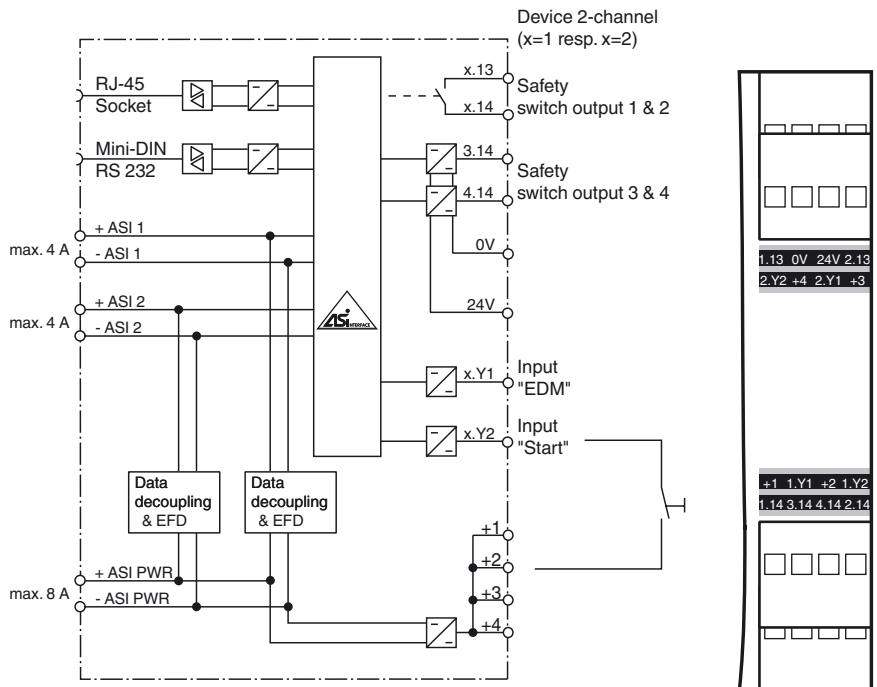 Device 2-channel
(x=1 resp. x=2)
RJ-45
Socket
x.13
x.14
Safety
switch output 1 & 2
Mini-DIN
RS 232
3.14
4.14
Safety
switch output 3 & 4
max. 4 A
+ ASI 1
- ASI 1
0V
max. 4 A
+ ASI 2
- ASI 2
24V
ASi
INTERFACE
x.Y1
Input
"EDM"
x.Y2
Input
"Start"
Data
decoupling
& EFD
Data
decoupling
& EFD
max. 8 A
+ ASI PWR
- ASI PWR
+1
+2
+3
+4
1.13 0V 24V 2.13
2.Y2 +4 2.Y1 +3
+1 1.Y1 +2 1.Y2
1.14 3.14 4.14 2.14